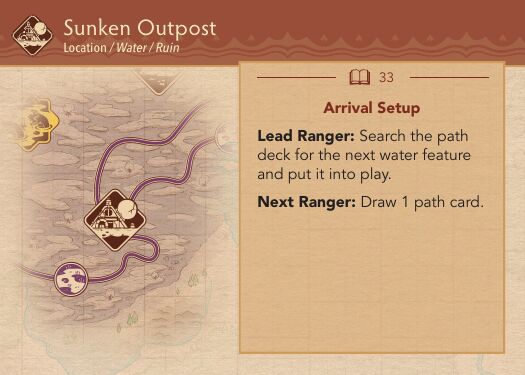 Sunken Outpost
Location / Water / Ruin
33
Arrival Setup
Lead Ranger: Search the path
deck for the next water feature
and put it into play.
Next Ranger: Draw 1 path card.